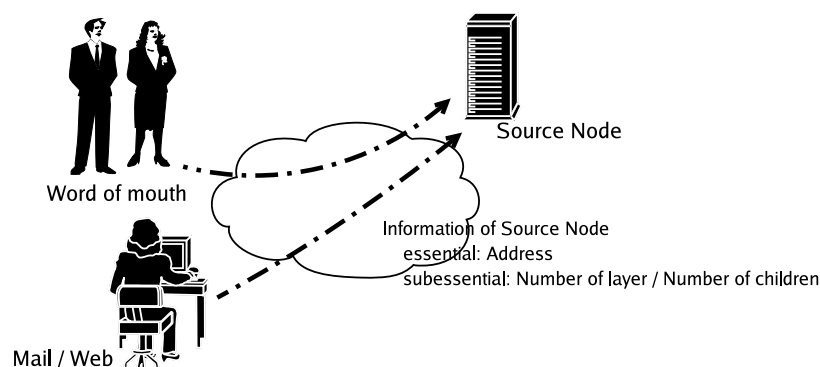 Source Node
Word of mouth
Information of Source Node
essential: Address
subessential: Number of layer / Number of children
Mail / Web